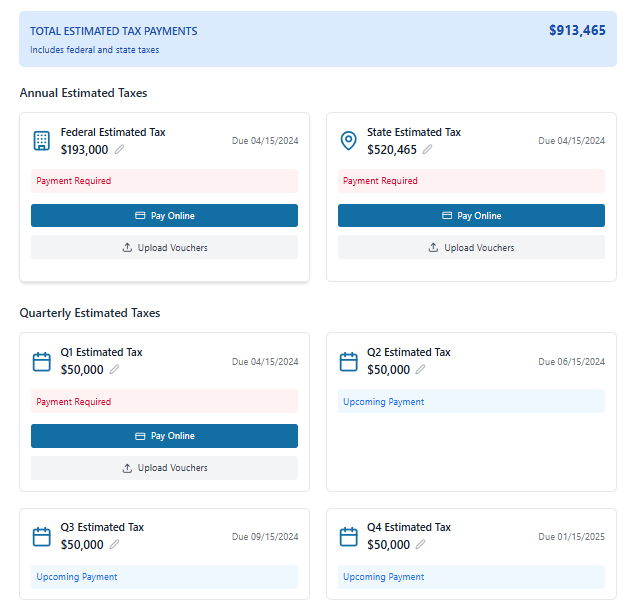 TOTAL ESTIMATED TAX PAYMENTS
$913,465
Includes federal and state taxes
Annual Estimated Taxes
Federal Estimated Tax
$193,000
Due 04/15/2024
Payment Required
Pay Online
Upload Vouchers
State Estimated Tax
$520,465
Due 04/15/2024
Payment Required
Pay Online
Upload Vouchers
Quarterly Estimated Taxes
Q1 Estimated Tax
$50,000
Due 04/15/2024
Payment Required
Pay Online
Upload Vouchers
Q2 Estimated Tax
$50,000
Due 06/15/2024
Upcoming Payment
Q3 Estimated Tax
$50,000
Due 09/15/2024
Upcoming Payment
Q4 Estimated Tax
$50,000
Due 01/15/2025
Upcoming Payment